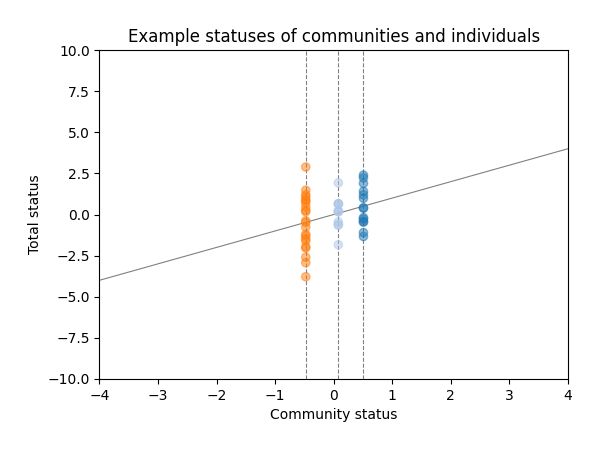 Example statuses of communities and individuals
10.0
7.5
5.0
2.5
0.0
−2.5
−5.0
−7.5
−10.0
Total status
−4 −3 −2 −1 0 1 2 3 4
Community status